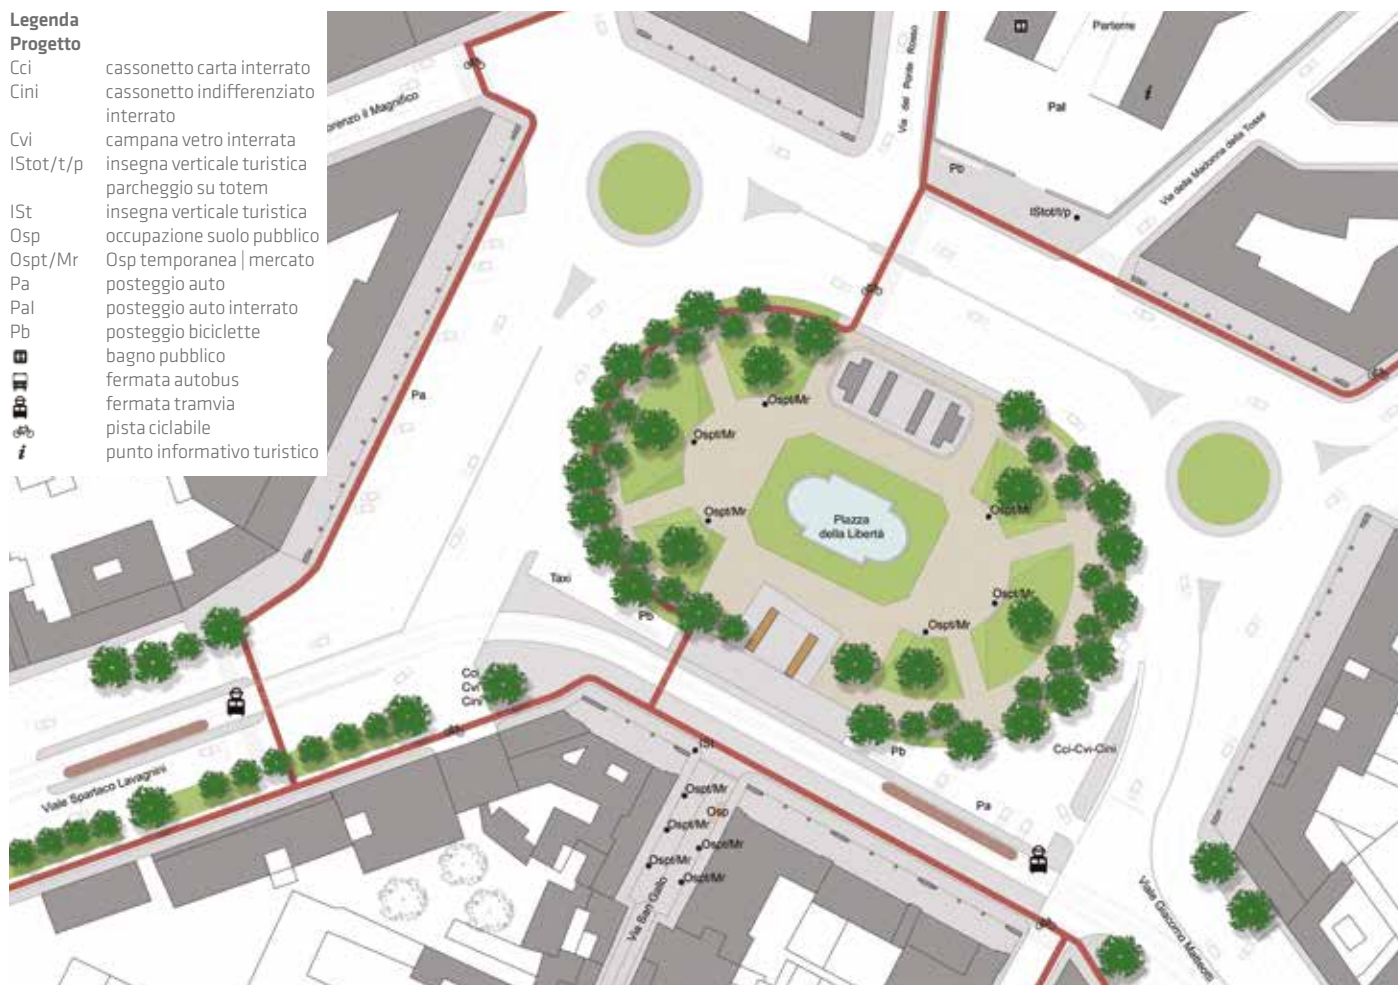 Legenda
Progetto
Cci cassonetto carta interrato
Cini cassonetto indifferenziato
interrato
Cvi campana vetro interrata
IStot/t/p insegna verticale turistica
parcheggio su totem
ISt insegna verticale turistica
Osp occupazione suolo pubblico
Ospt/Mr Osp temporanea | mercato
Pa posteggio auto
Pal posteggio auto interrato
Pb posteggio biciclette
bagno pubblico
fermata autobus
fermata tramvia
pista ciclabile
i punto informativo turistico
orenzo il Magnifico
Via del Ponte Rosso
Parterre
i
Pal
Via della Madonna della Tosse
Pb
IStot/t/p
Pa
Ospt/Mr
Ospt/Mr
Ospt/Mr
Ospt/Mr
Piazza
della Libertà
Taxi
Ospt/Mr
Pb
Ospt/Mr
Cvi
Cini
ISt
Pb
Cci-Cvi-Cini
Viale Spartaco Lavagnini
Ospt/Mr
Osp
Ospt/Mr
Ospt/Mr
Ospt/Mr
Ospt/Mr
Pa
Via San Gallo
Viale Giacomo Matteotti